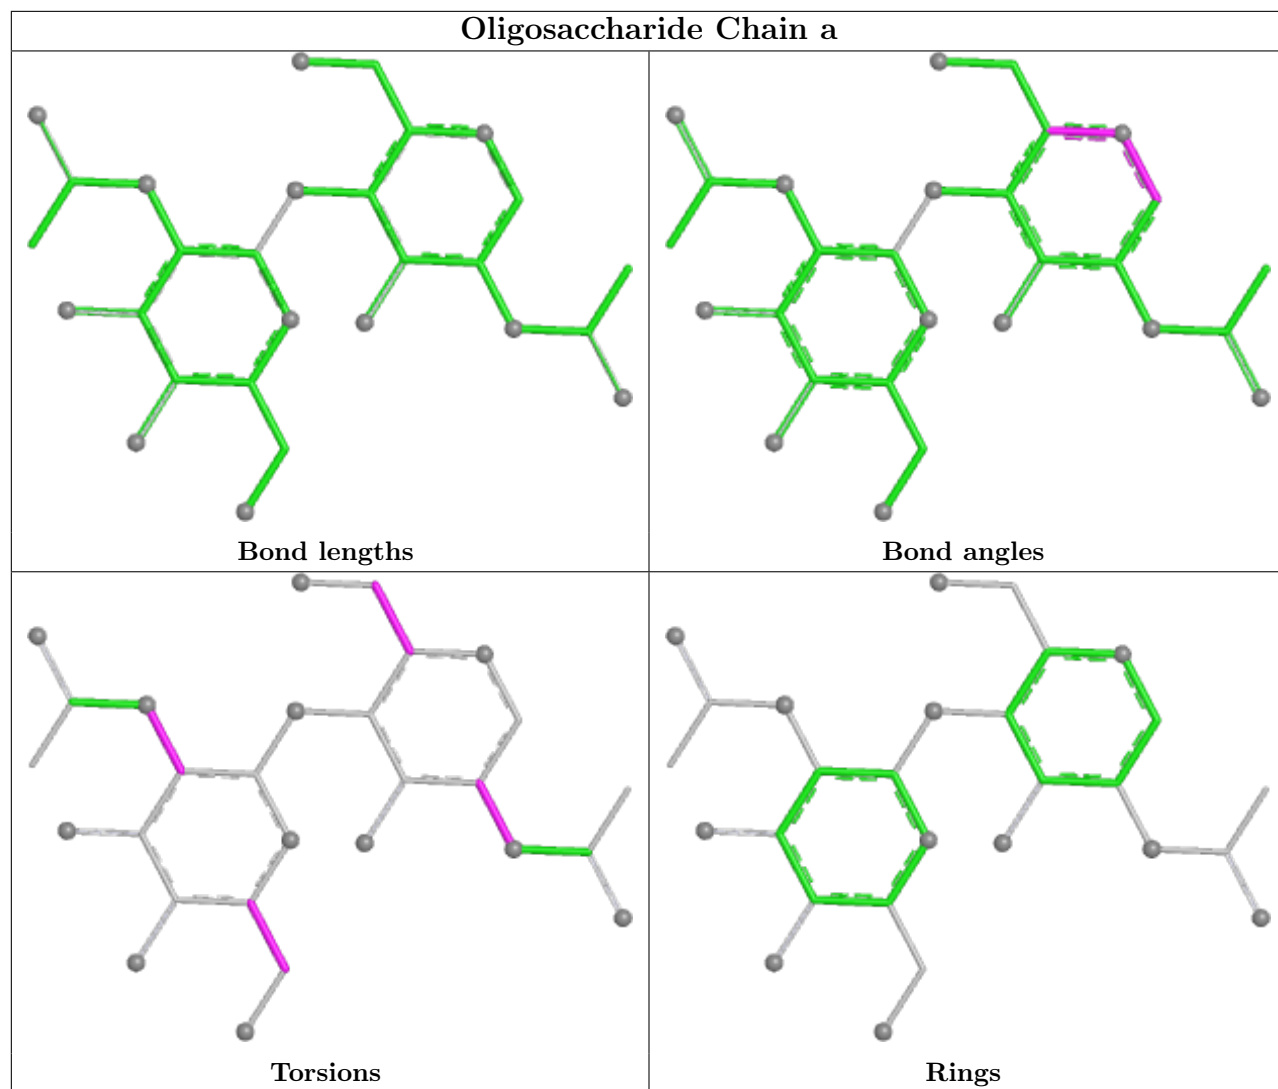 Oligosaccharide Chain a
Bond lengths
Bond angles
Torsions
Rings